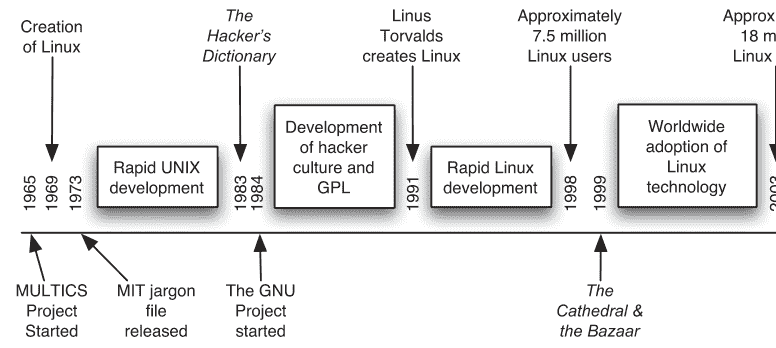 Creation
of Linux
The
Hacker's
Dictionary
Linus
Torvalds
creates Linux
Approximately
7.5 million
Linux users
Approx
18 m
Linux
Rapid UNIX
development
Development
of hacker
culture and
GPL
Rapid Linux
development
Worldwide
adoption of
Linux
technology
1965
1969
1973
1983
1984
1991
1998
1999
MULTICS
Project
Started
MIT jargon
file
released
The GNU
Project
started
The
Cathedral &
the Bazaar